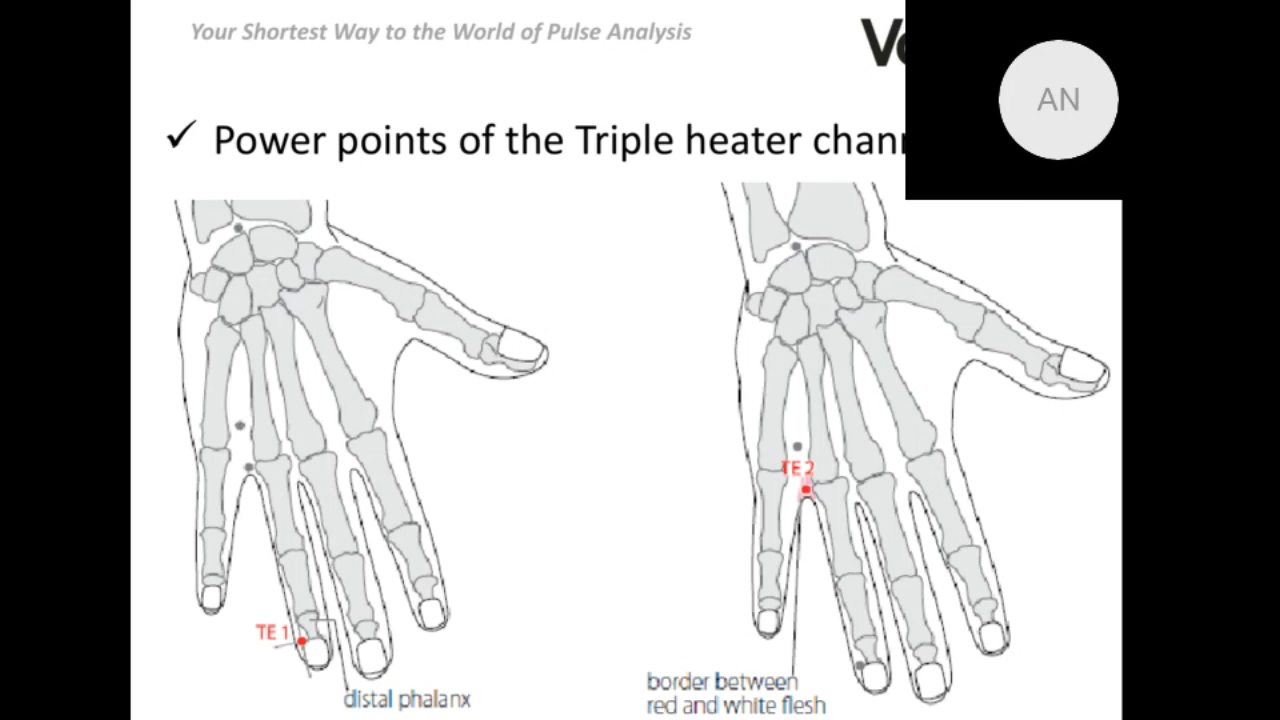 Your Shortest Way to the World of Pulse Analysis
AN
✓ Power points of the Triple heater
TE 1
distal phalanx
TE 2
border between
red and white flesh